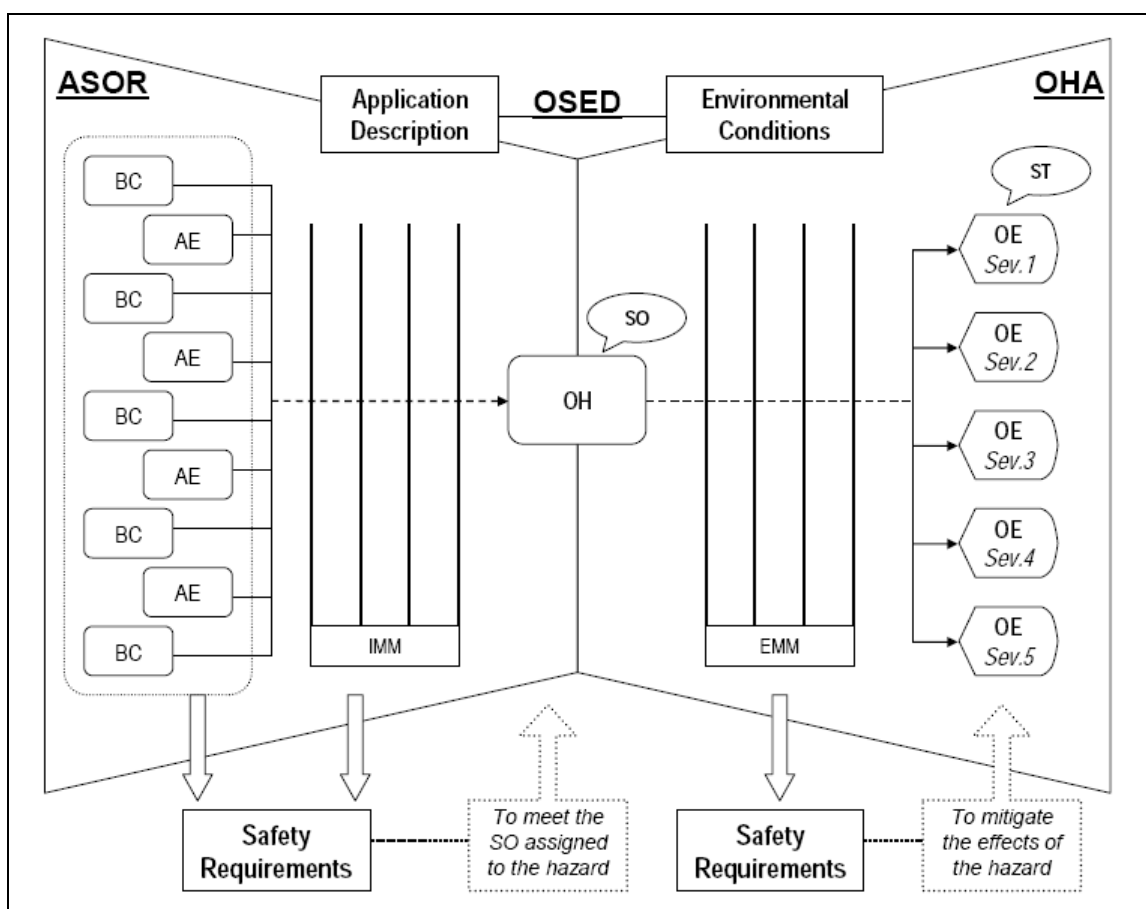 ASOR
Application
Description
OSED
Environmental
Conditions
OHA
BC
AE
BC
AE
BC
AE
BC
AE
BC
IMM
SO
OH
EMM
ST
OE
Sev.1
OE
Sev.2
OE
Sev.3
OE
Sev.4
OE
Sev.5
Safety
Requirements
To meet the
SO assigned
to the hazard
Safety
Requirements
To mitigate
the effects of
the hazard